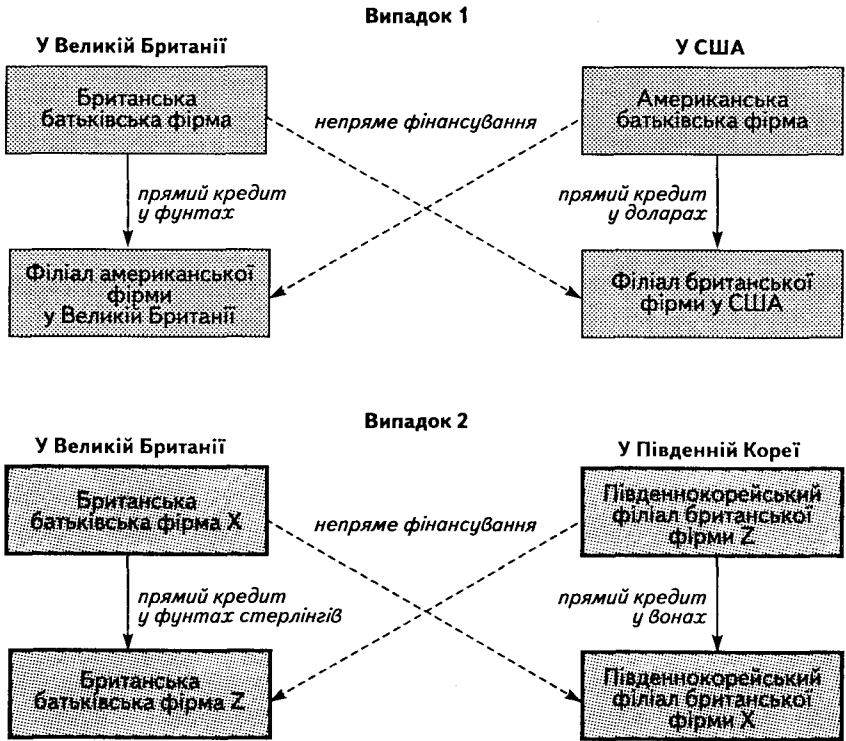 Випадок 1
У Великій Британії
У США
Британська
батьківська фірма
непряме фінансування
Американська
батьківська фірма
прямий кредит
у фунтах
прямий кредит
у доларах
Філіал американської
фірми
у Великій Британії
Філіал британської
фірми у США
Випадок 2
У Великій Британії
У Південній Кореї
Британська
батьківська фірма X
непряме фінансування
Південнокорейський
філіал британської
фірми Z
прямий кредит
у фунтах стерлінгів
прямий кредит
у вонах
Британська
батьківська фірма Z
Південнокорейський
філіал британської
фірми X